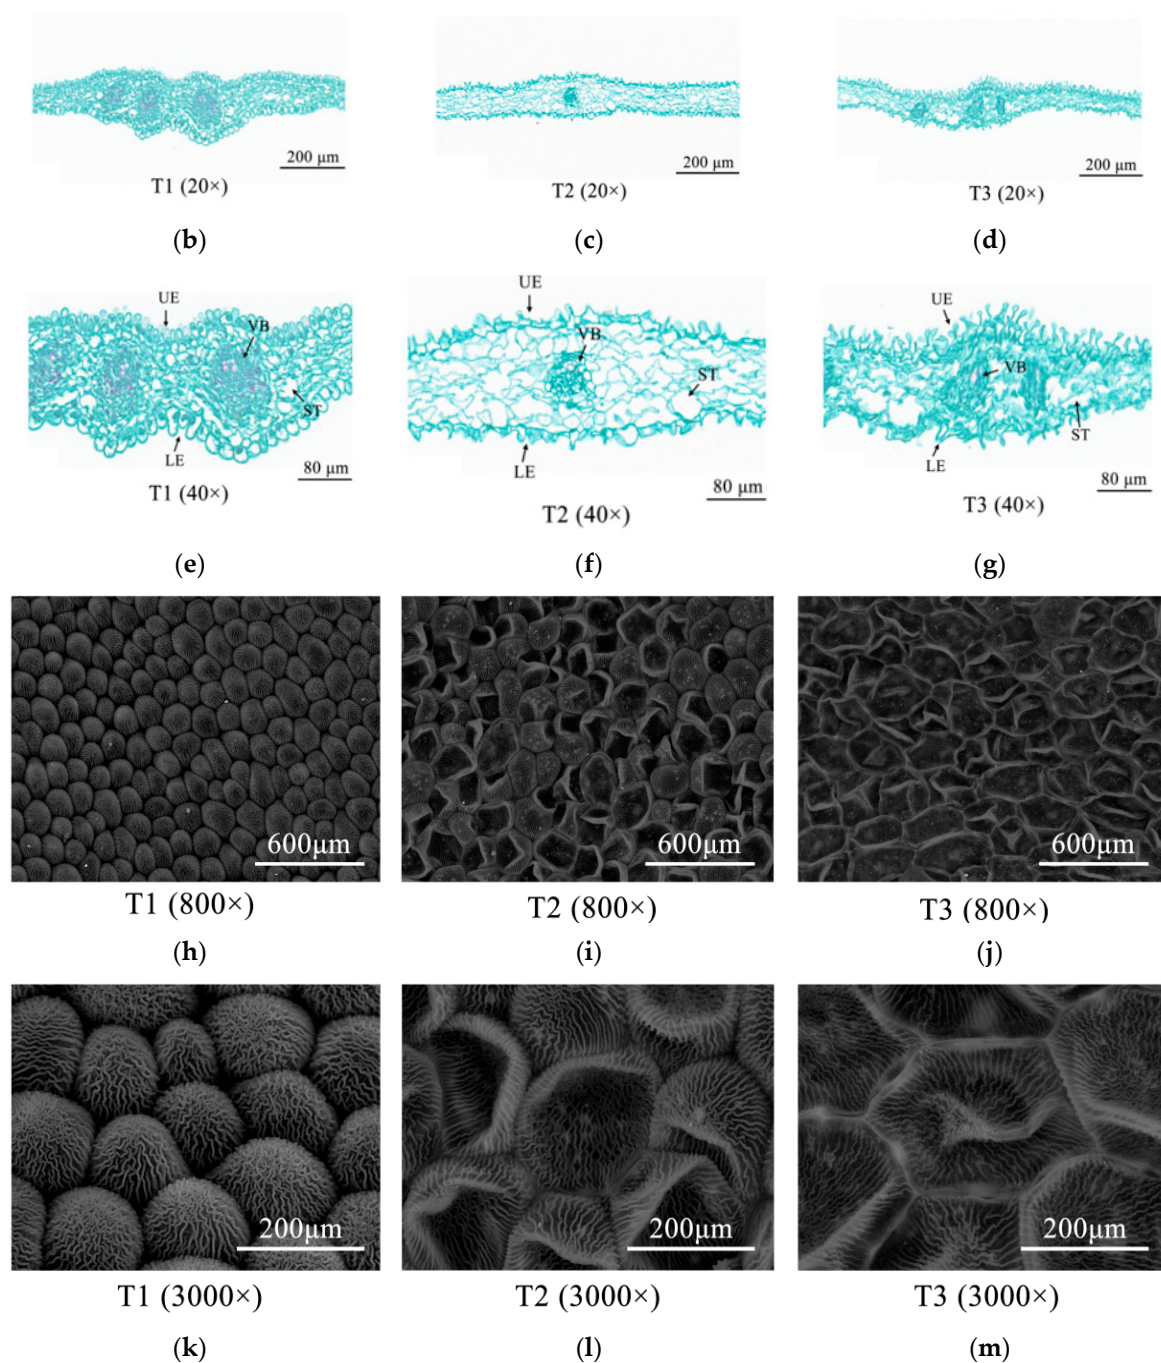 200 μm
200 μm
200 μm
T1 (20×)
T2 (20×)
T3 (20×)
(b)
(c)
(d)
UE
VB
ST
LE
80 μm
T1 (40×)
UE
VB
ST
LE
80 μm
T2 (40×)
UE
VB
ST
LE
80 μm
T3 (40×)
(e)
(f)
(g)
600μm
600μm
600μm
T1 (800×)
T2 (800×)
T3 (800×)
(h)
(i)
(j)
200μm
200μm
200μm
T1 (3000×)
T2 (3000×)
T3 (3000×)
(k)
(l)
(m)